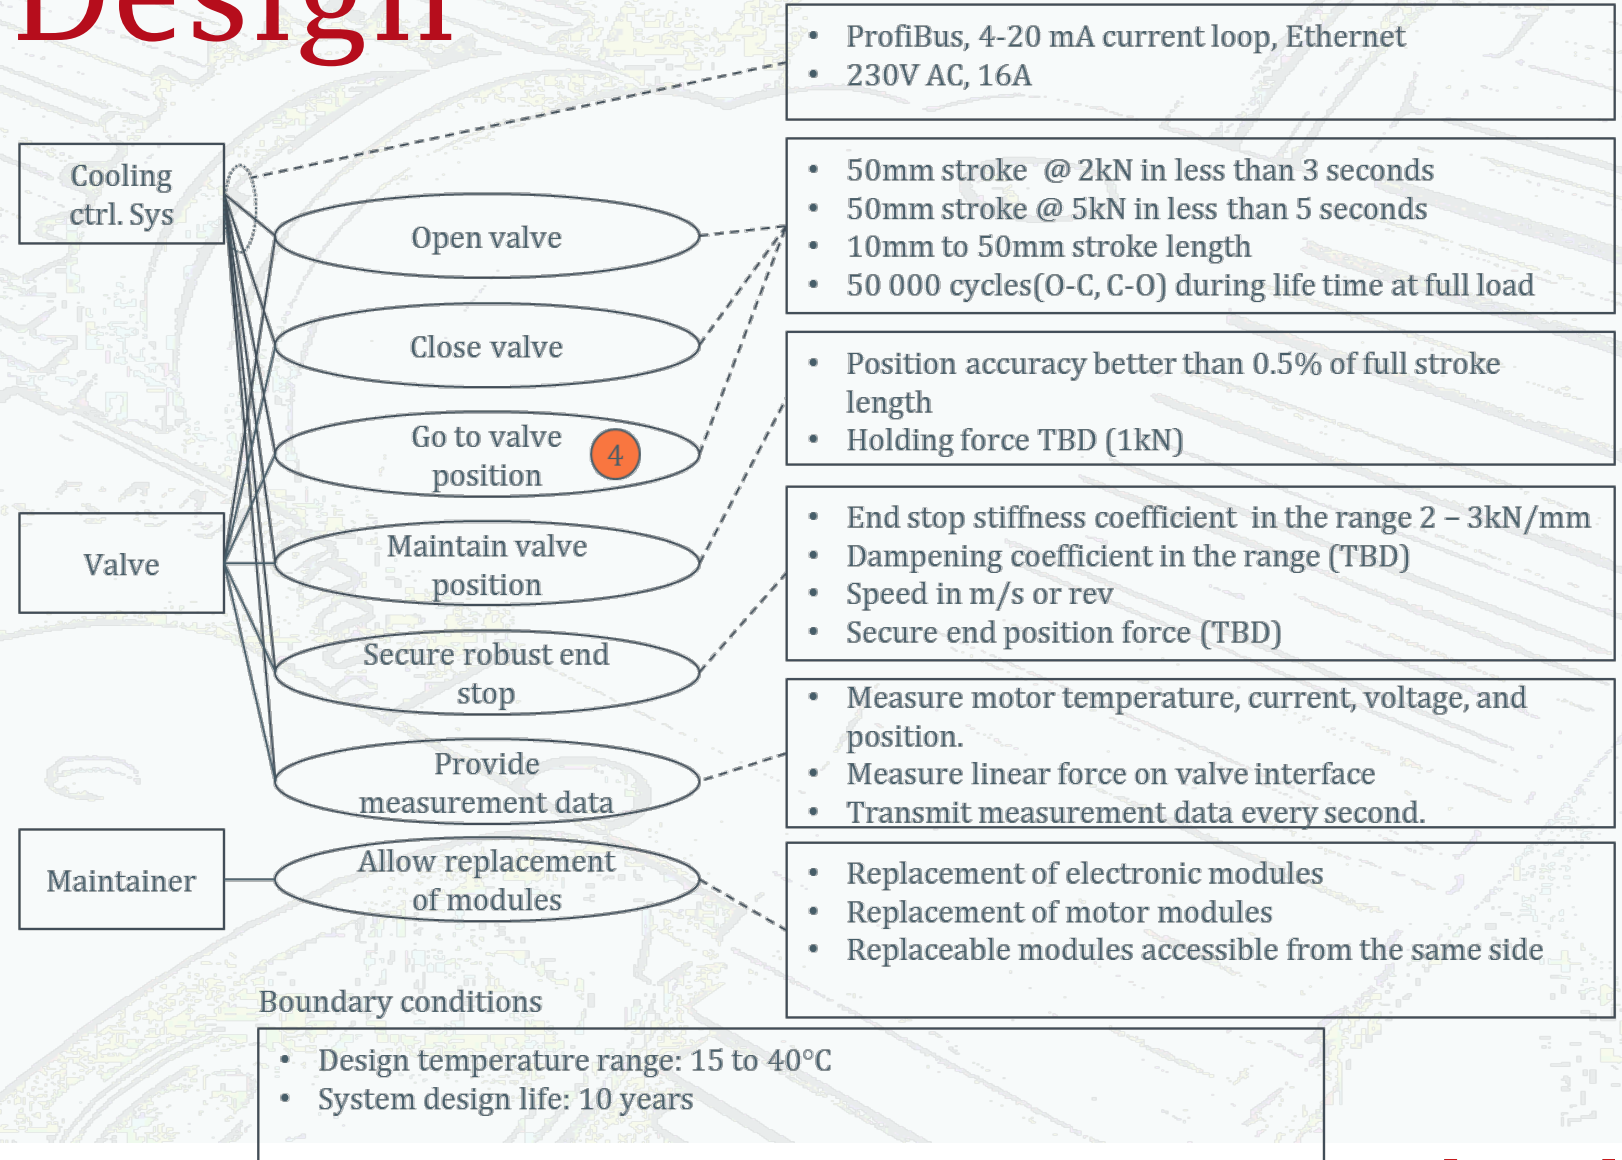 Design
• ProfiBus, 4-20 mA current loop, Ethernet
• 230V AC, 16A
Cooling
ctrl. Sys
• 50mm stroke  @ 2kN in less than 3 seconds
• 50mm stroke @ 5kN in less than 5 seconds
• 10mm to 50mm stroke length
• 50 000 cycles(O-C, C-O) during life time at full load
Open valve
Close valve
• Position accuracy better than 0.5% of full stroke
length
• Holding force TBD (1kN)
Go to valve
position
4
Valve
Maintain valve
position
• End stop stiffness coefficient  in the range 2 – 3kN/mm
• Dampening coefficient in the range (TBD)
• Speed in m/s or rev
• Secure end position force (TBD)
Secure robust end
stop
• Measure motor temperature, current, voltage, and
position.
• Measure linear force on valve interface
• Transmit measurement data every second.
Provide
measurement data
Maintainer
Allow replacement
of modules
• Replacement of electronic modules
• Replacement of motor modules
• Replaceable modules accessible from the same side
Boundary conditions
• Design temperature range: 15 to 40°C
• System design life: 10 years